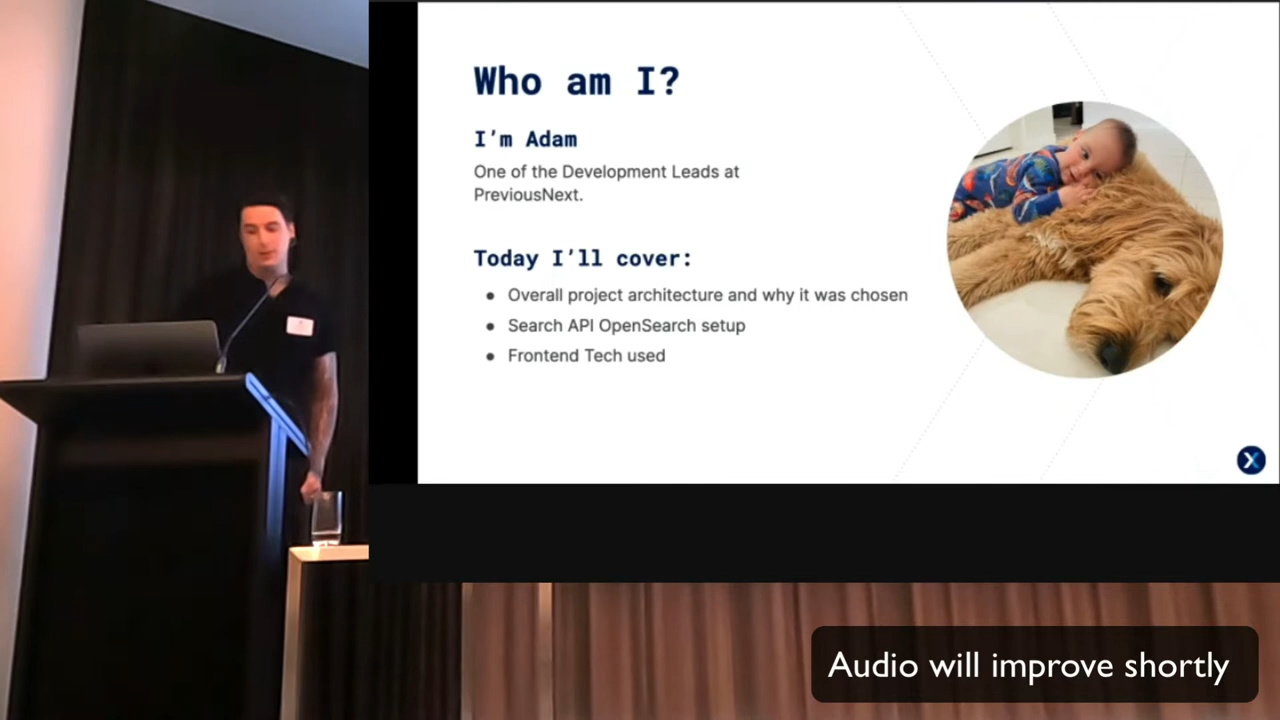 Who am I?
I’m Adam
One of the Development Leads at
PreviousNext.
Today I’ll cover:
● Overall project architecture and why it was chosen
● Search API OpenSearch setup
● Frontend Tech used
X
Audio will improve shortly